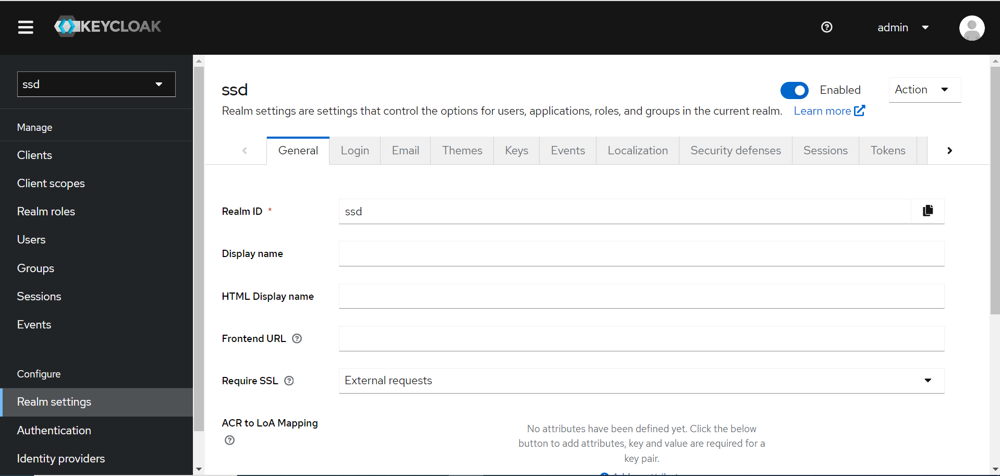 KEYCLOAK
admin
ssd
Manage
Clients
Client scopes
Realm roles
Users
Groups
Sessions
Events
Configure
Realm settings
Authentication
Identity providers
ssd
Enabled
Action
Realm settings are settings that control the options for users, applications, roles, and groups in the current realm. Learn more
General Login Email Themes Keys Events Localization Security defenses Sessions Tokens
Realm ID * ssd
Display name
HTML Display name
Frontend URL
Require SSL External requests
ACR to LoA Mapping
No attributes have been defined yet. Click the below
button to add attributes, key and value are required for a
key pair.